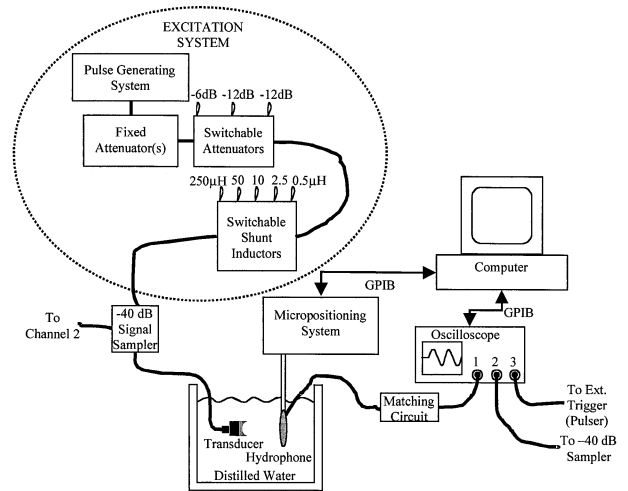 EXCITATION
SYSTEM
Pulse Generating
System
-6dB -12dB -12dB
Fixed
Attenuator(s)
Switchable
Attenuators
250μH 50 10 2.5 0.5μH
Switchable
Shunt
Inductors
Computer
GPIB
GPIB
To
Channel 2
-40 dB
Signal
Sampler
Micropositioning
System
Oscilloscope
1 2 3
Matching
Circuit
To Ext.
Trigger
(Pulser)
To –40 dB
Sampler
Transducer
Hydrophone
Distilled Water